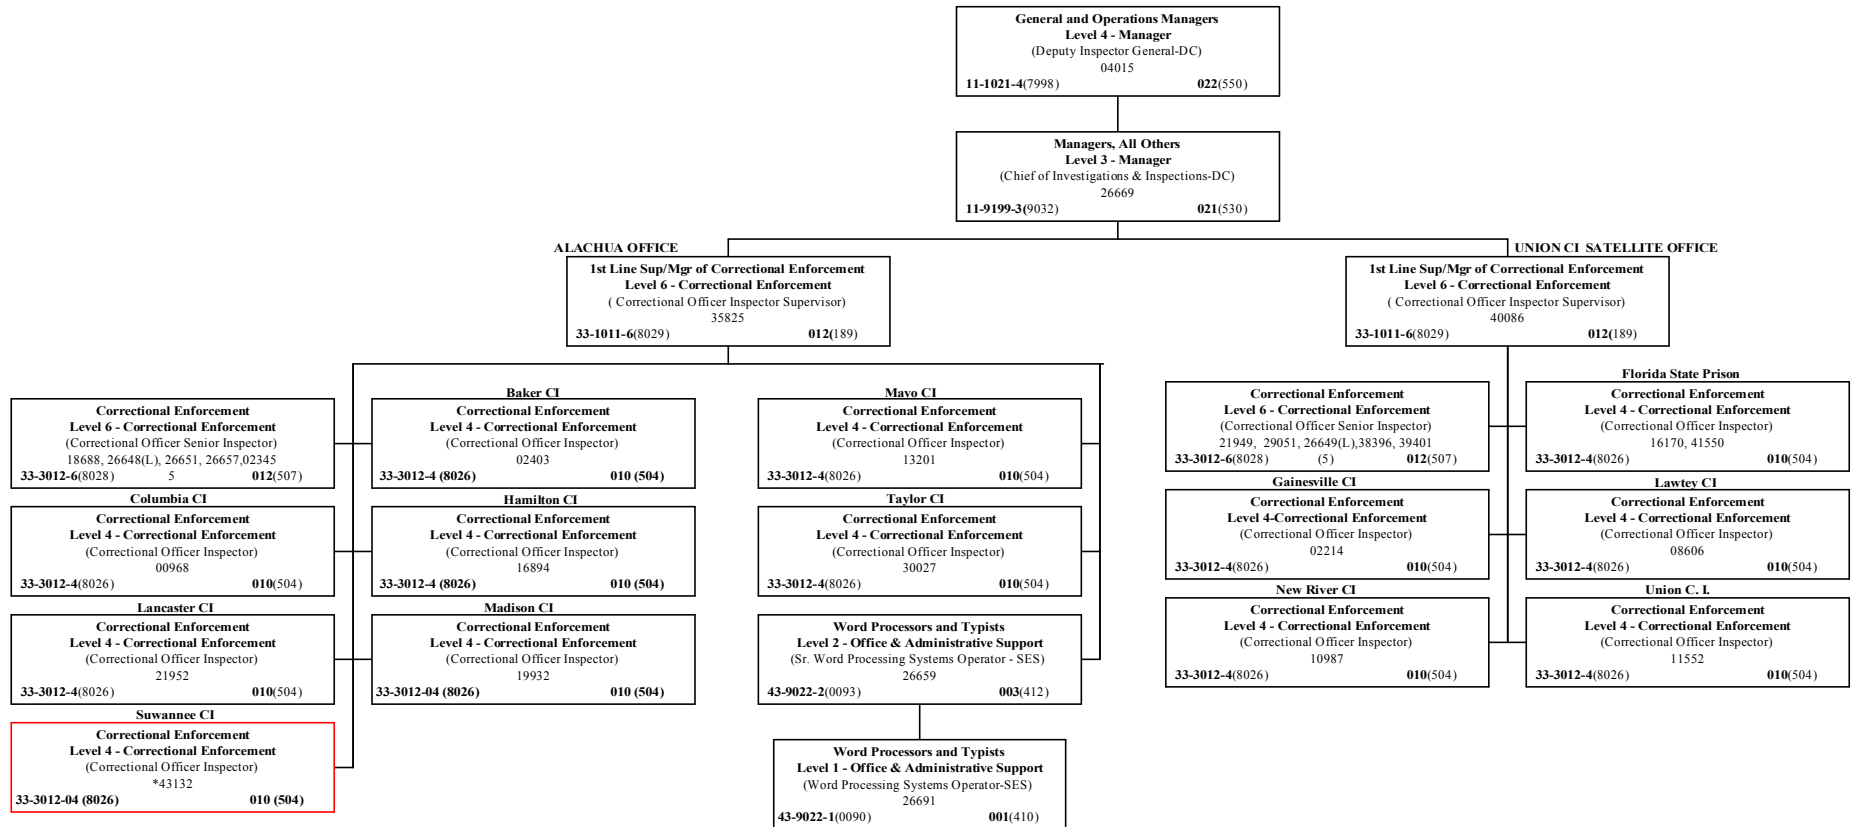 General and Operations Managers
Level 4 - Manager
(Deputy Inspector General-DC)
04015
11-1021-4(7998) 022(550)
Managers, All Others
Level 3 - Manager
(Chief of Investigations & Inspections-DC)
26669
11-9199-3(9032) 021(530)
ALACHUA OFFICE
1st Line Sup/Mgr of Correctional Enforcement
Level 6 - Correctional Enforcement
( Correctional Officer Inspector Supervisor)
35825
33-1011-6(8029) 012(189)
UNION CI SATELLITE OFFICE
1st Line Sup/Mgr of Correctional Enforcement
Level 6 - Correctional Enforcement
( Correctional Officer Inspector Supervisor)
40086
33-1011-6(8029) 012(189)
Correctional Enforcement
Level 6 - Correctional Enforcement
(Correctional Officer Senior Inspector)
18688, 26648(L), 26651, 26657,02345
33-3012-6(8028) 5 012(507)
Baker CI
Correctional Enforcement
Level 4 - Correctional Enforcement
(Correctional Officer Inspector)
02403
33-3012-4 (8026) 010 (504)
Mayo CI
Correctional Enforcement
Level 4 - Correctional Enforcement
(Correctional Officer Inspector)
13201
33-3012-4(8026) 010(504)
Correctional Enforcement
Level 6 - Correctional Enforcement
(Correctional Officer Senior Inspector)
21949, 29051, 26649(L),38396, 39401
33-3012-6(8028) (5) 012(507)
Florida State Prison
Correctional Enforcement
Level 4 - Correctional Enforcement
(Correctional Officer Inspector)
16170, 41550
33-3012-4(8026) 010(504)
Columbia CI
Correctional Enforcement
Level 4 - Correctional Enforcement
(Correctional Officer Inspector)
00968
33-3012-4(8026) 010(504)
Hamilton CI
Correctional Enforcement
Level 4 - Correctional Enforcement
(Correctional Officer Inspector)
16894
33-3012-4 (8026) 010 (504)
Taylor CI
Correctional Enforcement
Level 4 - Correctional Enforcement
(Correctional Officer Inspector)
30027
33-3012-4(8026) 010(504)
Gainesville CI
Correctional Enforcement
Level 4-Correctional Enforcement
(Correctional Officer Inspector)
02214
33-3012-4(8026) 010(504)
Lawtey CI
Correctional Enforcement
Level 4 - Correctional Enforcement
(Correctional Officer Inspector)
08606
33-3012-4(8026) 010(504)
Lancaster CI
Correctional Enforcement
Level 4 - Correctional Enforcement
(Correctional Officer Inspector)
21952
33-3012-4(8026) 010(504)
Madison CI
Correctional Enforcement
Level 4 - Correctional Enforcement
(Correctional Officer Inspector)
19932
33-3012-04 (8026) 010 (504)
Word Processors and Typists
Level 2 - Office & Administrative Support
(Sr. Word Processing Systems Operator - SES)
26659
43-9022-2(0093) 003(412)
New River CI
Correctional Enforcement
Level 4 - Correctional Enforcement
(Correctional Officer Inspector)
10987
33-3012-4(8026) 010(504)
Union C. I.
Correctional Enforcement
Level 4 - Correctional Enforcement
(Correctional Officer Inspector)
11552
33-3012-4(8026) 010(504)
Suwannee CI
Correctional Enforcement
Level 4 - Correctional Enforcement
(Correctional Officer Inspector)
*43132
33-3012-04 (8026) 010 (504)
Word Processors and Typists
Level 1 - Office & Administrative Support
(Word Processing Systems Operator-SES)
26691
43-9022-1(0090) 001(410)